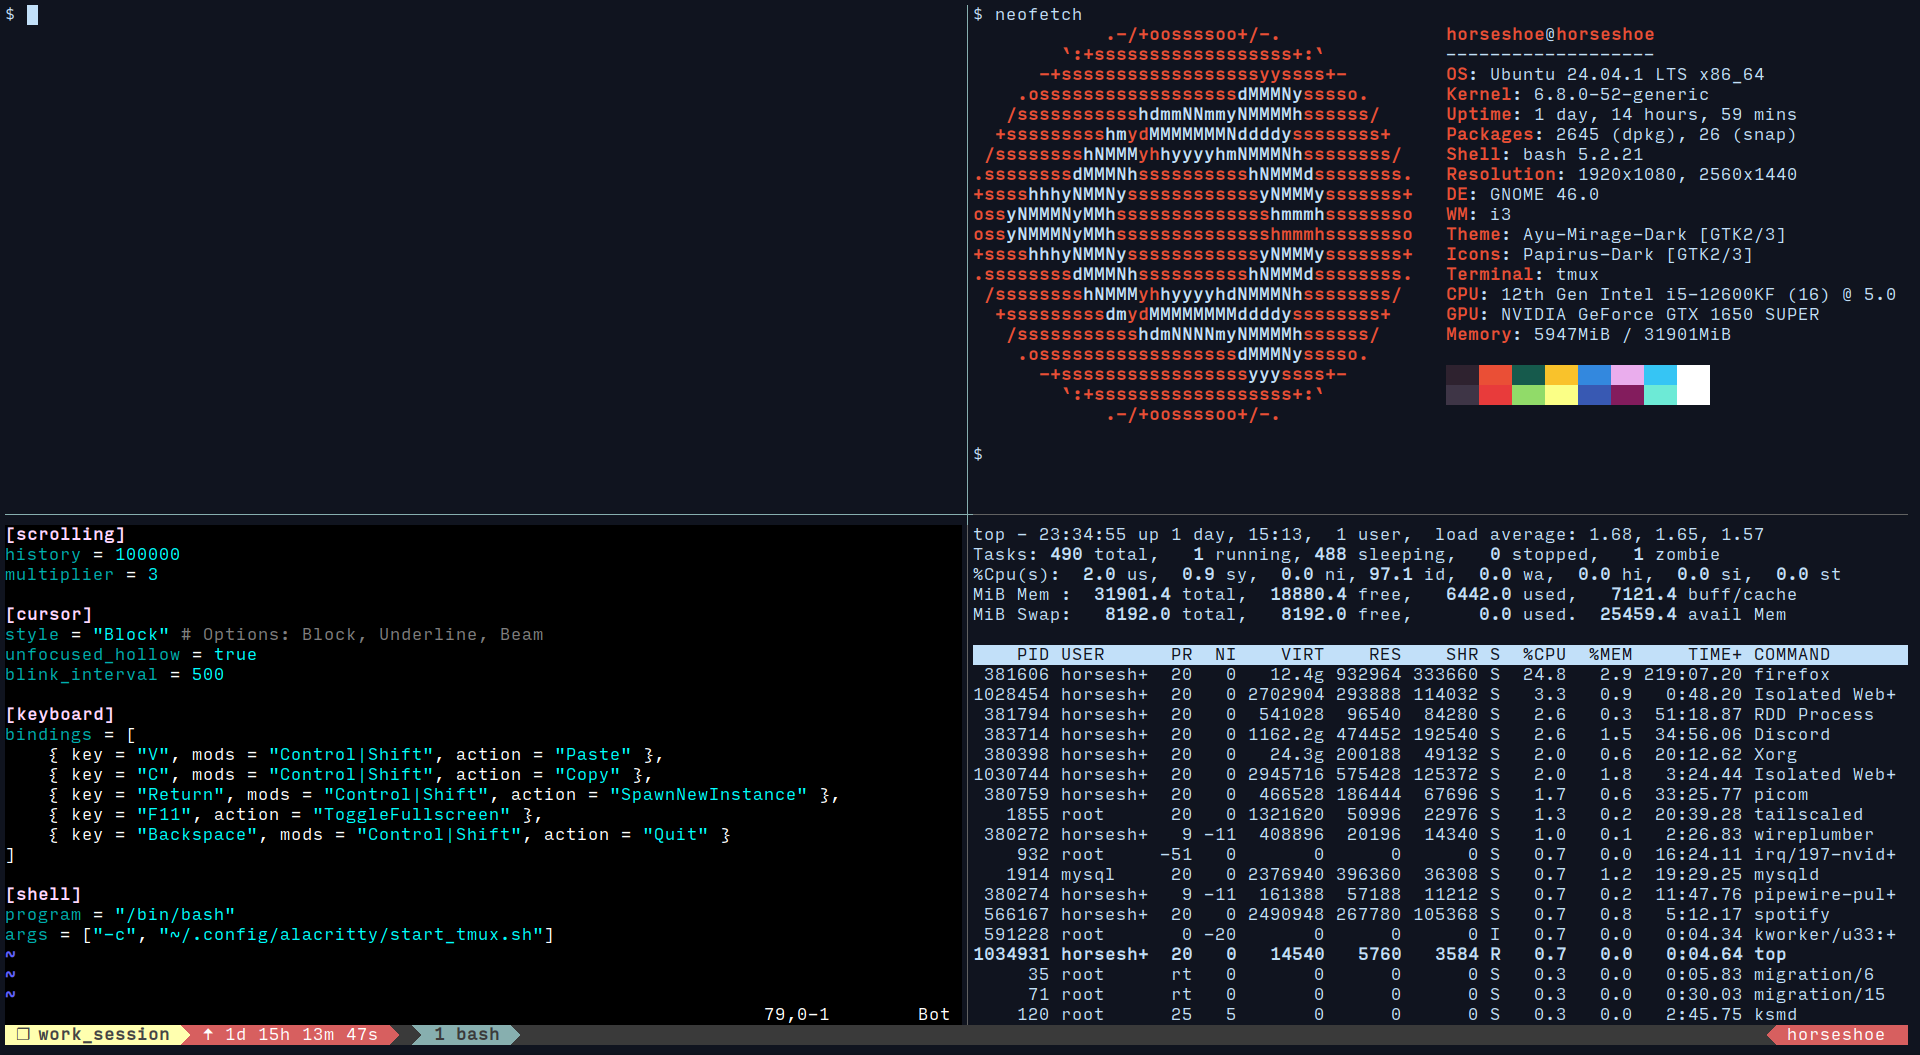 $
$ neofetch
.-/+oossssoo+/-.
`:+ssssssssssssssssss+:`
-+ssssssssssssssssssyyssss+-
.ossssssssssssssssssdMMMNysssso.
/ssssssssssshdmmNNmmyNMMMMhssssss/
+ssssssssshmydMMMMMMMNddddyssssssss+
/sssssssshNMMMyhhyyyyhmNMMMNhssssssss/
.ssssssssdMMMNhsssssssssshNMMMdssssssss.
+sssshhhyNMMNyssssssssssssyNMMMysssssss+
ossyNMMMNyMMhsssssssssssssshmmmhssssssso
ossyNMMMNyMMhsssssssssssssshmmmhssssssso
+sssshhhyNMMNyssssssssssssyNMMMysssssss+
.ssssssssdMMMNhsssssssssshNMMMdssssssss.
/sssssssshNMMMyhhyyyyhdNMMMNhssssssss/
+sssssssssdmydMMMMMMMMddddyssssssss+
/ssssssssssshdmNNNNmyNMMMMhssssss/
.ossssssssssssssssssdMMMNysssso.
-+sssssssssssssssssyyyssss+-
`:+ssssssssssssssssss+:`
.-/+oossssoo+/-.
horseshoe@horseshoe
-------------------
OS: Ubuntu 24.04.1 LTS x86_64
Kernel: 6.8.0-52-generic
Uptime: 1 day, 14 hours, 59 mins
Packages: 2645 (dpkg), 26 (snap)
Shell: bash 5.2.21
Resolution: 1920x1080, 2560x1440
DE: GNOME 46.0
WM: i3
Theme: Ayu-Mirage-Dark [GTK2/3]
Icons: Papirus-Dark [GTK2/3]
Terminal: tmux
CPU: 12th Gen Intel i5-12600KF (16) @ 5.0
GPU: NVIDIA GeForce GTX 1650 SUPER
Memory: 5947MiB / 31901MiB
$
[scrolling]
history = 100000
multiplier = 3
[cursor]
style = "Block" # Options: Block, Underline, Beam
unfocused_hollow = true
blink_interval = 500
[keyboard]
bindings = [
    { key = "V", mods = "Control|Shift", action = "Paste" },
    { key = "C", mods = "Control|Shift", action = "Copy" },
    { key = "Return", mods = "Control|Shift", action = "SpawnNewInstance" },
    { key = "F11", action = "ToggleFullscreen" },
    { key = "Backspace", mods = "Control|Shift", action = "Quit" }
]
[shell]
program = "/bin/bash"
args = ["-c", "~/.config/alacritty/start_tmux.sh"]
~
~
~
79,0-1 Bot
top - 23:34:55 up 1 day, 15:13, 1 user, load average: 1.68, 1.65, 1.57
Tasks: 490 total, 1 running, 488 sleeping, 0 stopped, 1 zombie
%Cpu(s): 2.0 us, 0.9 sy, 0.0 ni, 97.1 id, 0.0 wa, 0.0 hi, 0.0 si, 0.0 st
MiB Mem : 31901.4 total, 18880.4 free, 6442.0 used, 7121.4 buff/cache
MiB Swap: 8192.0 total, 8192.0 free, 0.0 used. 25459.4 avail Mem
PID USER PR NI VIRT RES SHR S %CPU %MEM TIME+ COMMAND
381606 horsesh+ 20 0 12.4g 932964 333660 S 24.8 2.9 219:07.20 firefox
1028454 horsesh+ 20 0 2702904 293888 114032 S 3.3 0.9 0:48.20 Isolated Web+
381794 horsesh+ 20 0 541028 96540 84280 S 2.6 0.3 51:18.87 RDD Process
383714 horsesh+ 20 0 1162.2g 474452 192540 S 2.6 1.5 34:56.06 Discord
380398 horsesh+ 20 0 24.3g 200188 49132 S 2.0 0.6 20:12.62 Xorg
1030744 horsesh+ 20 0 2945716 575428 125372 S 2.0 1.8 3:24.44 Isolated Web+
380759 horsesh+ 20 0 466528 186444 67696 S 1.7 0.6 33:25.77 picom
1855 root 20 0 1321620 50996 22976 S 1.3 0.2 20:39.28 tailscaled
380272 horsesh+ 9 -11 408896 20196 14340 S 1.0 0.1 2:26.83 wireplumber
932 root -51 0 0 0 0 S 0.7 0.0 16:24.11 irq/197-nvid+
1914 mysql 20 0 2376940 396360 36308 S 0.7 1.2 19:29.25 mysqld
380274 horsesh+ 9 -11 161388 57188 11212 S 0.7 0.2 11:47.76 pipewire-pul+
566167 horsesh+ 20 0 2490948 267780 105368 S 0.7 0.8 5:12.17 spotify
591228 root 0 -20 0 0 0 I 0.7 0.0 0:04.34 kworker/u33:+
1034931 horsesh+ 20 0 14540 5760 3584 R 0.7 0.0 0:04.64 top
35 root rt 0 0 0 0 S 0.3 0.0 0:05.83 migration/6
71 root rt 0 0 0 0 S 0.3 0.0 0:30.03 migration/15
120 root 25 5 0 0 0 S 0.3 0.0 2:45.75 ksmd
❐ work_session ↑ 1d 15h 13m 47s 1 bash horseshoe